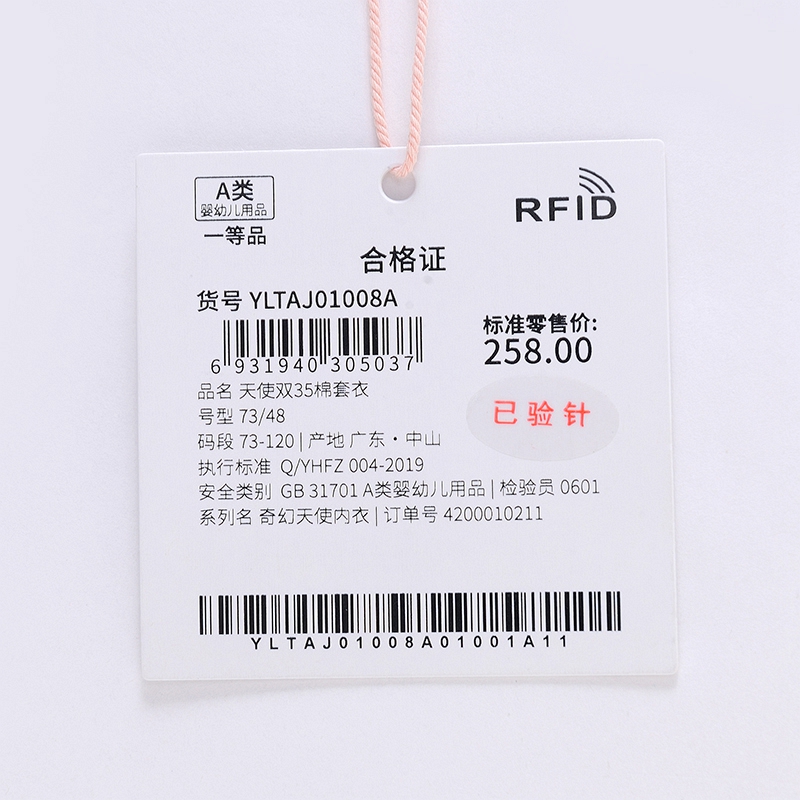 A类
婴幼儿用品
一等品
RFID
合格证
货号 YLTAJ01008A
6 931940 305037
标准零售价:
258.00
品名 天使双35棉套衣
号型 73/48
已验针
码段 73-120 | 产地 广东·中山
执行标准 Q/YHFZ 004-2019
安全类别 GB 31701 A类婴幼儿用品 | 检验员 0601
系列名 奇幻天使内衣 | 订单号 4200010211
YLTAJ01008A01001A11